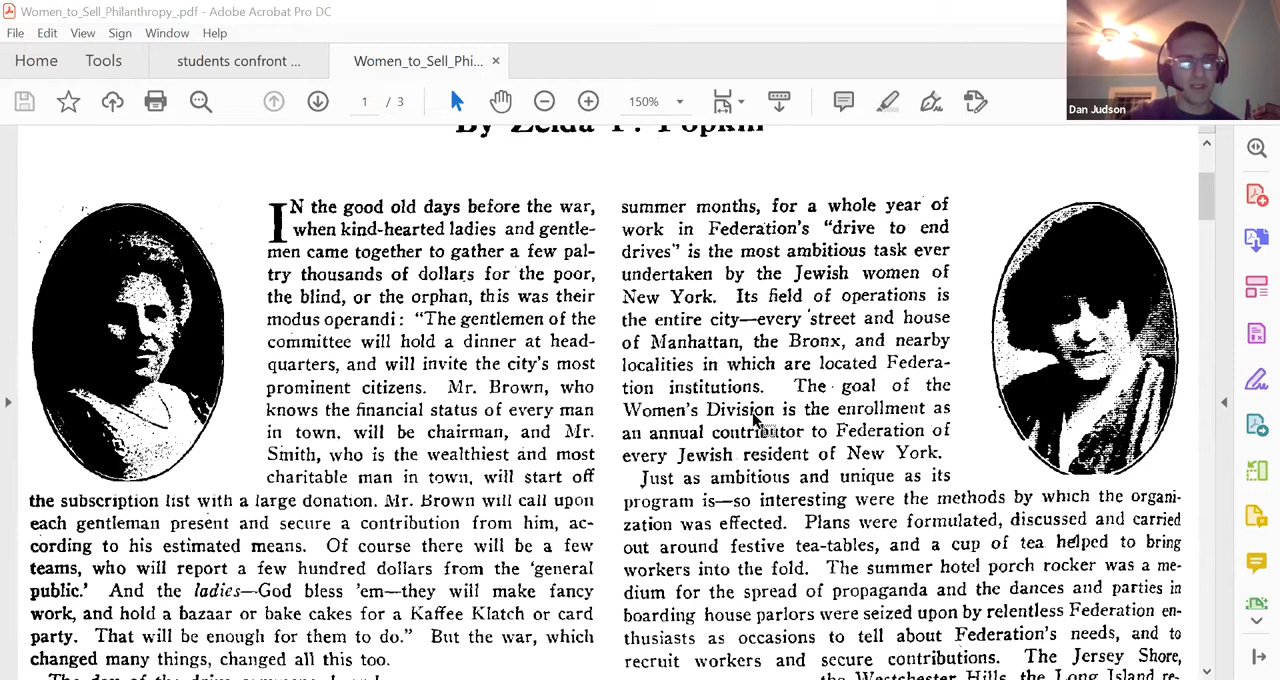 Women_to_Sell_Philanthropy_.pdf - Adobe Acrobat Pro DC
File Edit View Sign Window Help
Home Tools students confront ... Women_to_Sell_Phi... ×
1 / 3 150%
Dan Judson
By Zelda F. Popkin
IN the good old days before the war,
when kind-hearted ladies and gentle-
men came together to gather a few pal-
try thousands of dollars for the poor,
the blind, or the orphan, this was their
modus operandi: "The gentlemen of the
committee will hold a dinner at head-
quarters, and will invite the city's most
prominent citizens. Mr. Brown, who
knows the financial status of every man
in town, will be chairman, and Mr.
Smith, who is the wealthiest and most
charitable man in town, will start off
the subscription list with a large donation. Mr. Brown will call upon
each gentleman present and secure a contribution from him, ac-
cording to his estimated means. Of course there will be a few
teams, who will report a few hundred dollars from the 'general
public.' And the ladies—God bless 'em—they will make fancy
work, and hold a bazaar or bake cakes for a Kaffee Klatch or card
party. That will be enough for them to do." But the war, which
changed many things, changed all this too.
summer months, for a whole year of
work in Federation's "drive to end
drives" is the most ambitious task ever
undertaken by the Jewish women of
New York. Its field of operations is
the entire city—every street and house
of Manhattan, the Bronx, and nearby
localities in which are located Federa-
tion institutions. The goal of the
Women's Division is the enrollment as
an annual contributor to Federation of
every Jewish resident of New York.
Just as ambitious and unique as its
program is—so interesting were the methods by which the organi-
zation was effected. Plans were formulated, discussed and carried
out around festive tea-tables, and a cup of tea helped to bring
workers into the fold. The summer hotel porch rocker was a me-
dium for the spread of propaganda and the dances and parties in
boarding house parlors were seized upon by relentless Federation en-
thusiasts as occasions to tell about Federation's needs, and to
recruit workers and secure contributions. The Jersey Shore,
the Westchester Hills, the Long Island re-